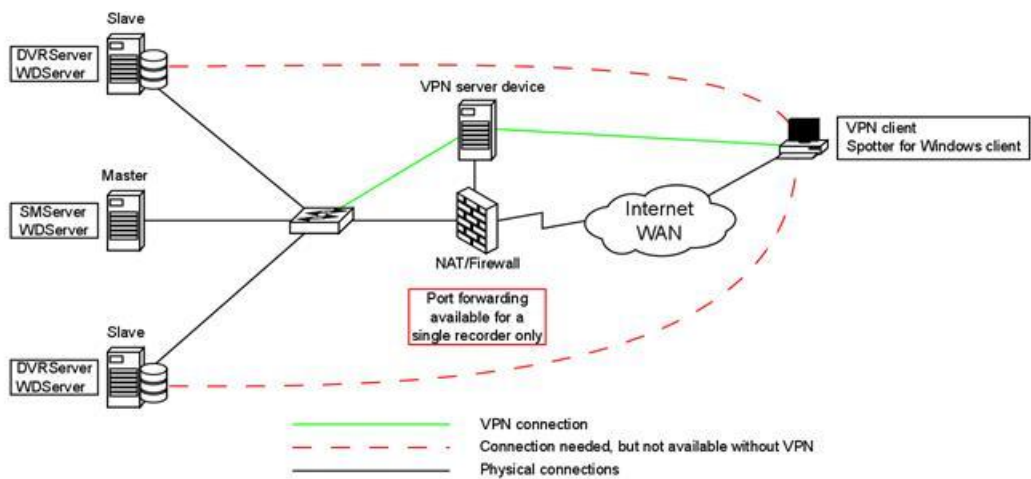 Slave
DVRServer
WDServer
VPN server device
VPN client
Spotter for Windows client
Master
SMServer
WDServer
Internet
WAN
NAT/Firewall
Port forwarding
available for a
single recorder only
Slave
DVRServer
WDServer
VPN connection
Connection needed, but not available without VPN
Physical connections